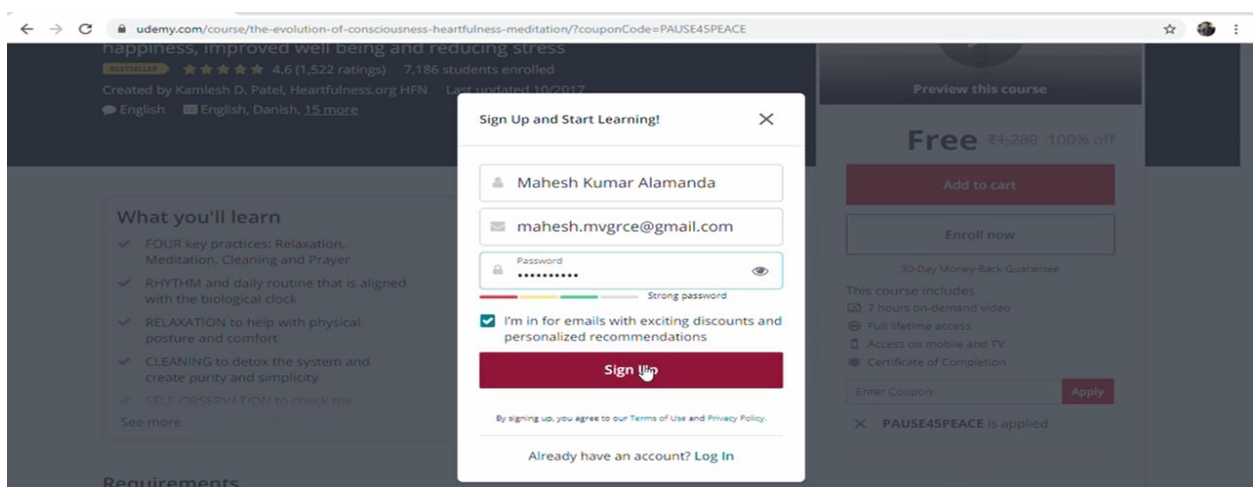 udemy.com/course/the-evolution-of-consciousness-heartfulness-meditation/?couponCode=PAUSE45PEACE
happiness, improved well being and reducing stress
BESTSELLER 4.6 (1,522 ratings) 7,186 students enrolled
Created by Kamlesh D. Patel, Heartfulness.org HFN Last updated 10/2017
English English, Danish, 15 more
What you'll learn
FOUR key practices: Relaxation,
Meditation, Cleaning and Prayer
RHYTHM and daily routine that is aligned
with the biological clock
RELAXATION to help with physical
posture and comfort
CLEANING to detox the system and
create purity and simplicity
SELF-OBSERVATION to check the
See more
Requirements
Sign Up and Start Learning!
Mahesh Kumar Alamanda
mahesh.mvgrce@gmail.com
Password
••••••••••
Strong password
I'm in for emails with exciting discounts and
personalized recommendations
Sign Up
By signing up, you agree to our Terms of Use and Privacy Policy.
Already have an account? Log In
Preview this course
Free ₹1,280 100% off
Add to cart
Enroll now
30-Day Money-Back Guarantee
This course includes
7 hours on-demand video
Full lifetime access
Access on mobile and TV
Certificate of Completion
Enter Coupon Apply
PAUSE45PEACE is applied